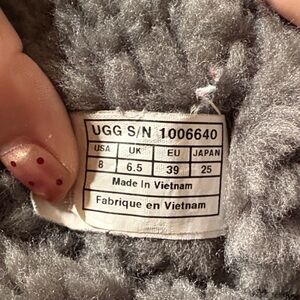 UGG S/N 1006640
USA UK EU JAPAN
8 6.5 39 25
Made In Vietnam
Fabrique en Vietnam